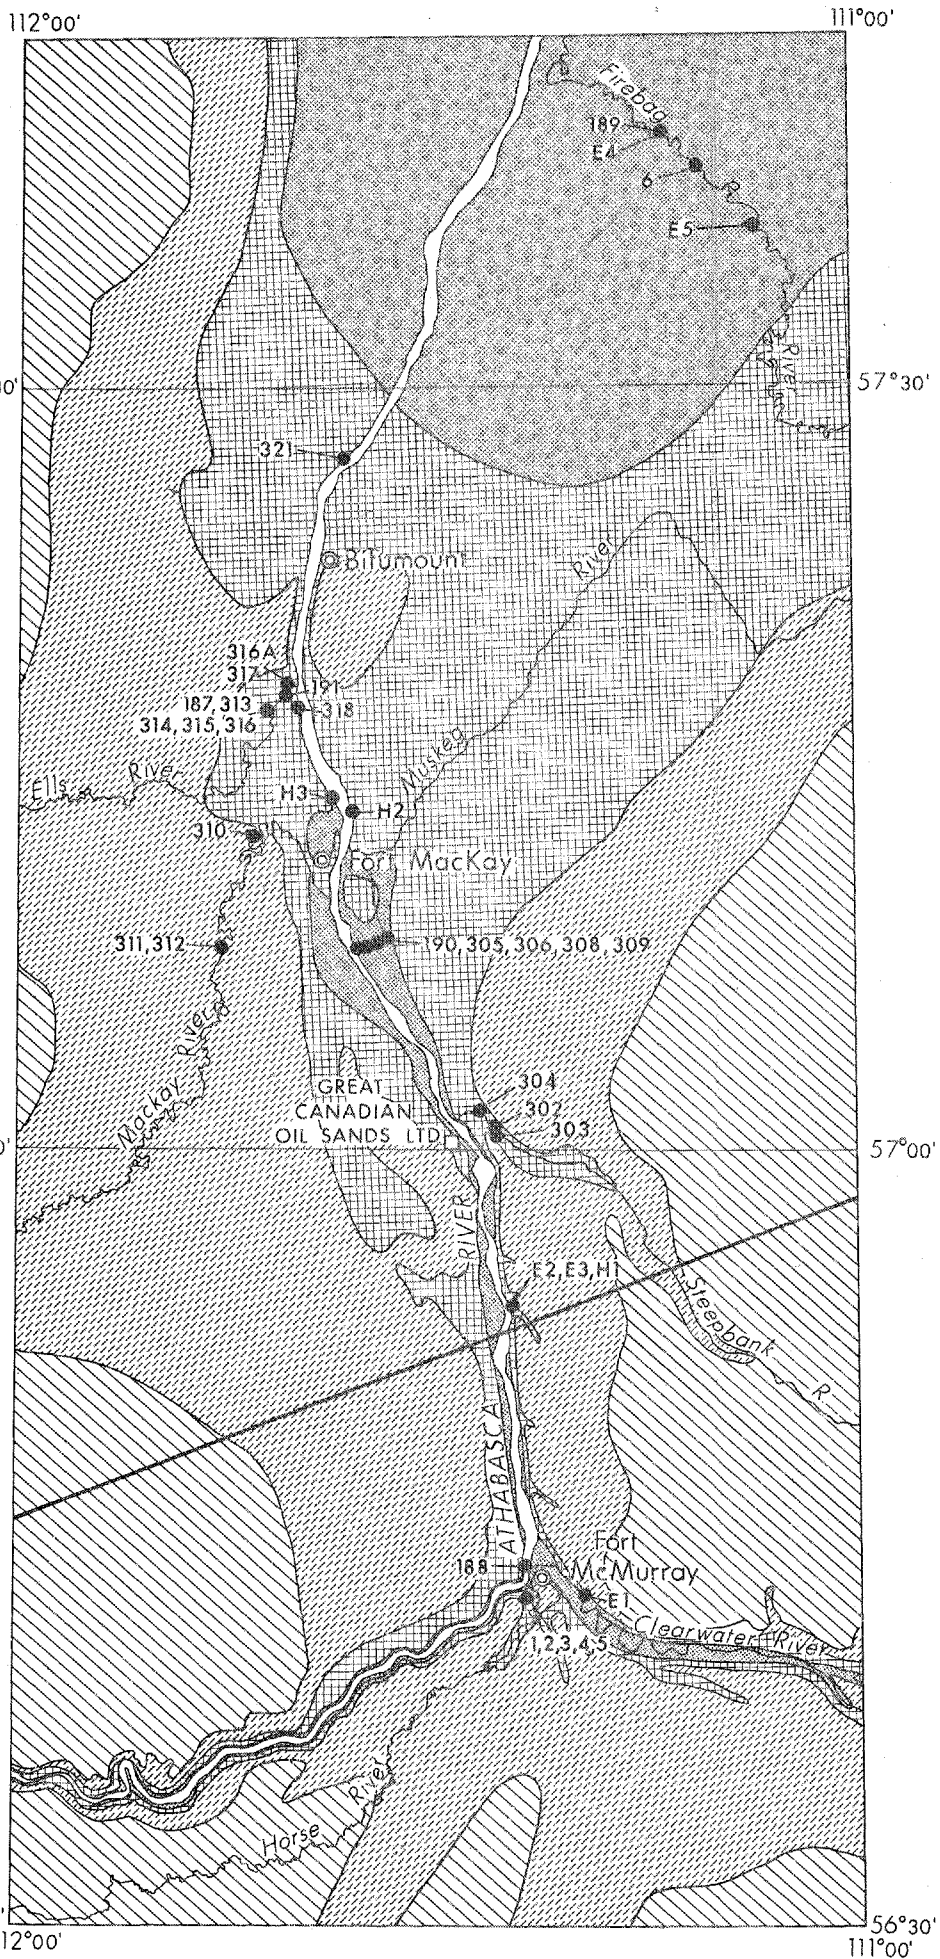 112°00'
111°00'
Firebag
189
E4
6
R
E5
River
0'
57°30'
321
Bitumount
River
316A
317
191
187, 313
318
314, 315, 316
Muskeg
Ells River
H3
H2
310
Fort MacKay
311, 312
190, 305, 306, 308, 309
Mackay River
304
GREAT
CANADIAN
OIL SANDS LTD
302
303
0'
57°00'
RIVER
E2, E3, H1
Steepbank
R.
ATHABASCA
Fort
McMurray
188
E1
Clearwater River
1, 2, 3, 4, 5
River
Horse
56°30'
12°00'
111°00'